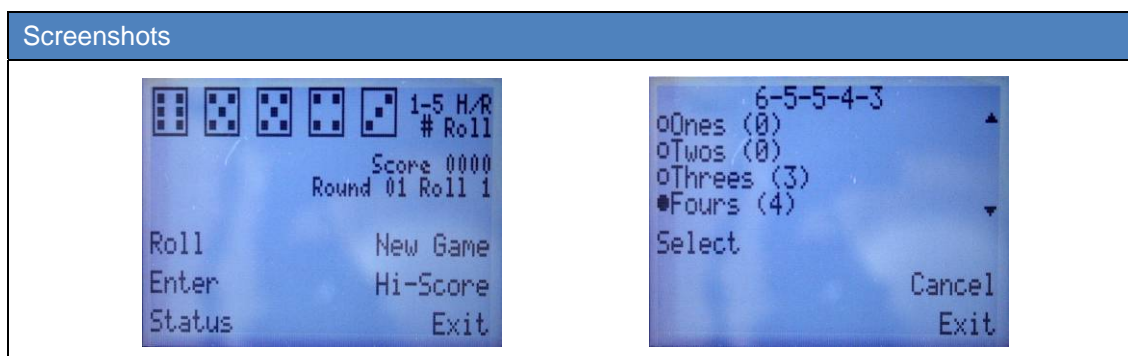 Screenshots
1-5 H/R
# Roll
Score 0000
Round 01 Roll 1
Roll New Game
Enter Hi-Score
Status Exit
6-5-5-4-3
Ones (0)
Twos (0)
Threes (3)
Fours (4)
Select
Cancel
Exit